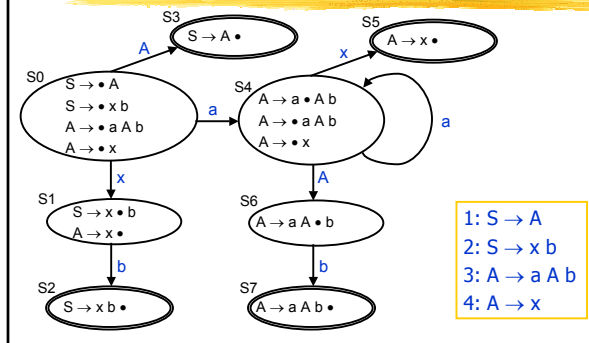 S3
S → A •
A
S5
A → x •
x
S0
S → • A
S → • x b
A → • a A b
A → • x
a
S4
A → a • A b
A → • a A b
A → • x
a
x
A
S1
S → x • b
A → x •
S6
A → a A • b
b
b
S2
S → x b •
S7
A → a A b •
1: S → A
2: S → x b
3: A → a A b
4: A → x